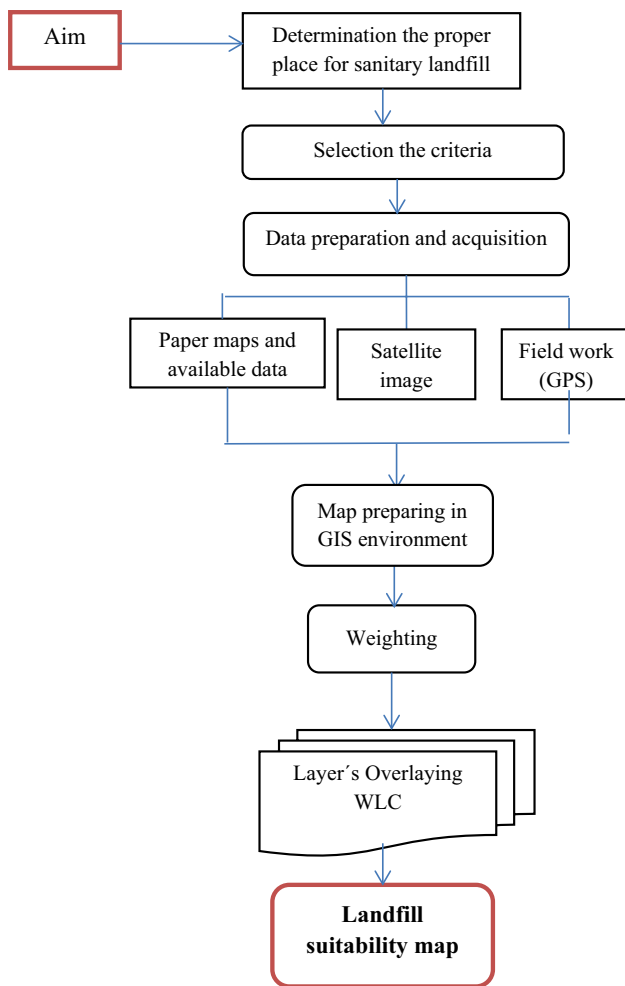 Aim
Determination the proper
place for sanitary landfill
Selection the criteria
Data preparation and acquisition
Paper maps and
available data
Satellite
image
Field work
(GPS)
Map preparing in
GIS environment
Weighting
Layer´s Overlaying
WLC
Landfill
suitability map